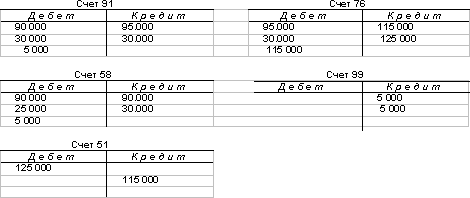 Счет 91 Счет 76
Дебет Кредит Дебет Кредит
90 000 95 000 95 000 115 000
30 000 30 000 30 000 125 000
5 000 115 000
Счет 58 Счет 99
Дебет Кредит Дебет Кредит
90 000 90 000 5 000
25 000 30 000 5 000
5 000
Счет 51
Дебет Кредит
125 000
115 000